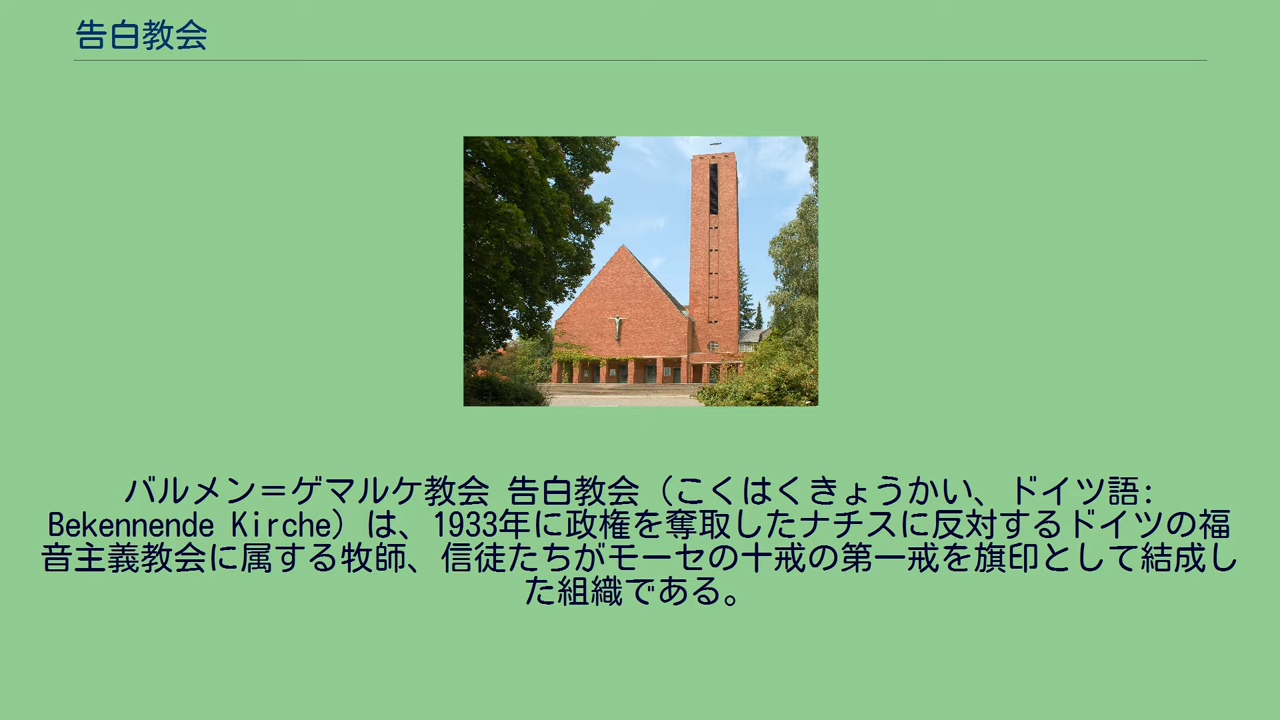 告白教会
バルメン＝ゲマルケ教会 告白教会（こくはくきょうかい、ドイツ語:
Bekennende Kirche）は、1933年に政権を奪取したナチスに反対するドイツの福
音主義教会に属する牧師、信徒たちがモーセの十戒の第一戒を旗印として結成し
た組織である。